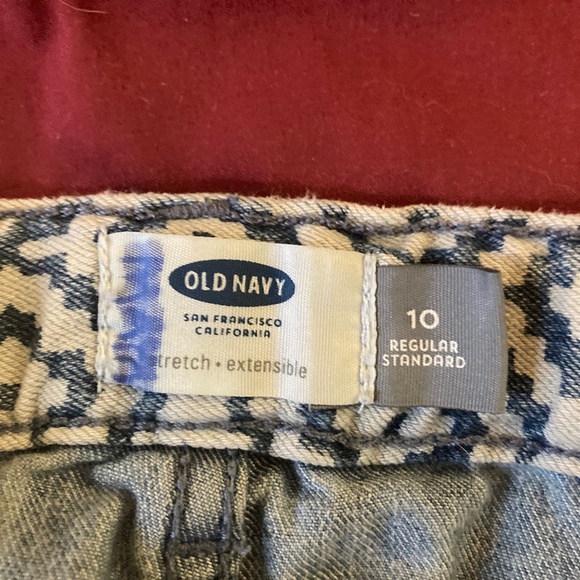 OLD NAVY
SAN FRANCISCO
CALIFORNIA
stretch • extensible
10
REGULAR
STANDARD